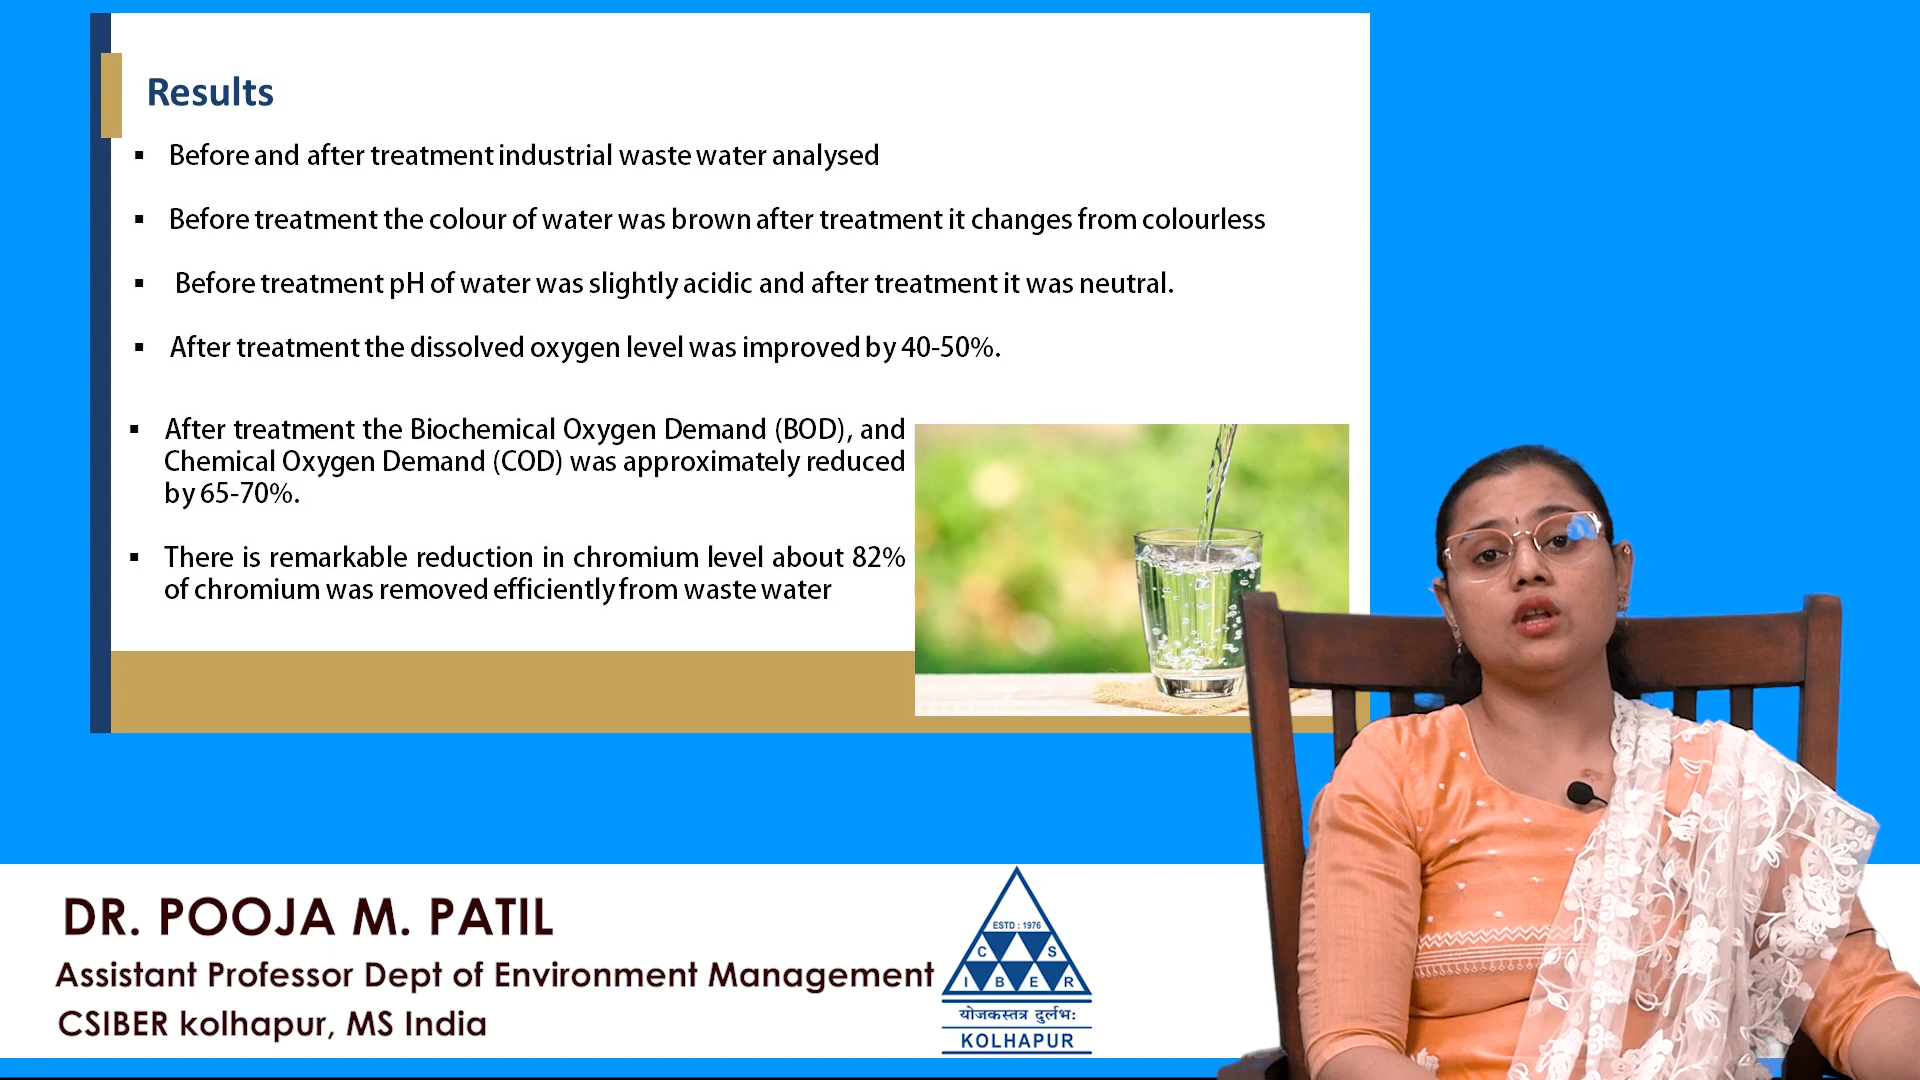 Results
▪ Before and after treatment industrial waste water analysed
▪ Before treatment the colour of water was brown after treatment it changes from colourless
▪ Before treatment pH of water was slightly acidic and after treatment it was neutral.
▪ After treatment the dissolved oxygen level was improved by 40-50%.
▪ After treatment the Biochemical Oxygen Demand (BOD), and
Chemical Oxygen Demand (COD) was approximately reduced
by 65-70%.
▪ There is remarkable reduction in chromium level about 82%
of chromium was removed efficiently from waste water
DR. POOJA M. PATIL
Assistant Professor Dept of Environment Management
CSIBER kolhapur, MS India
ESTD : 1976
C S
I B E R
योजकस्तत्र दुर्लभः
KOLHAPUR